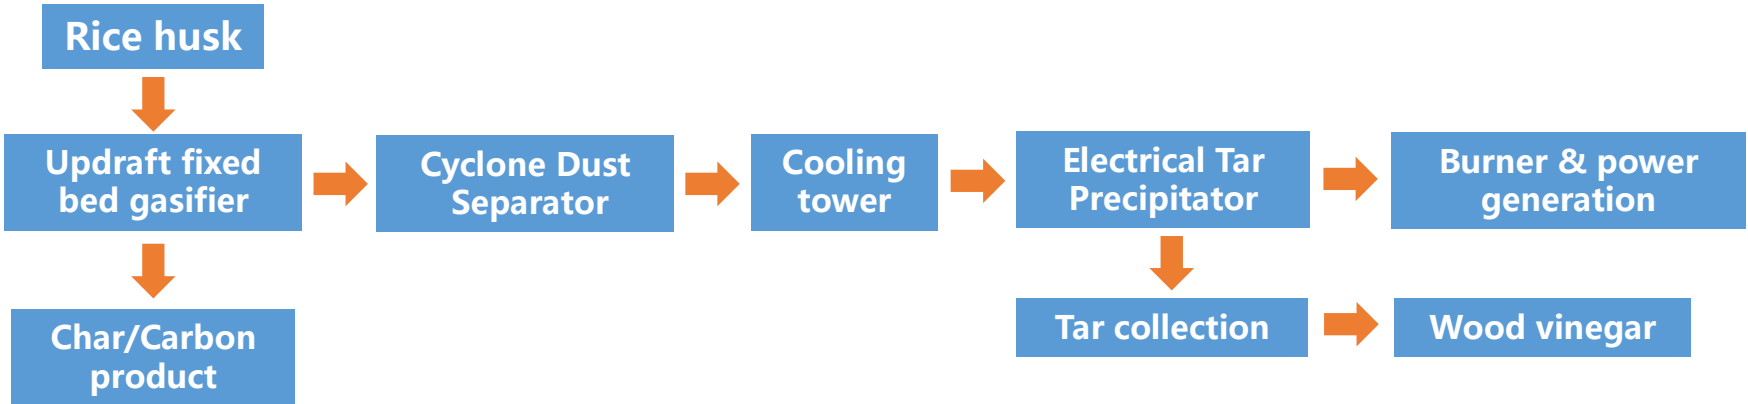 Rice husk
Updraft fixed
bed gasifier
Cyclone Dust
Separator
Cooling
tower
Electrical Tar
Precipitator
Burner & power
generation
Char/Carbon
product
Tar collection
Wood vinegar